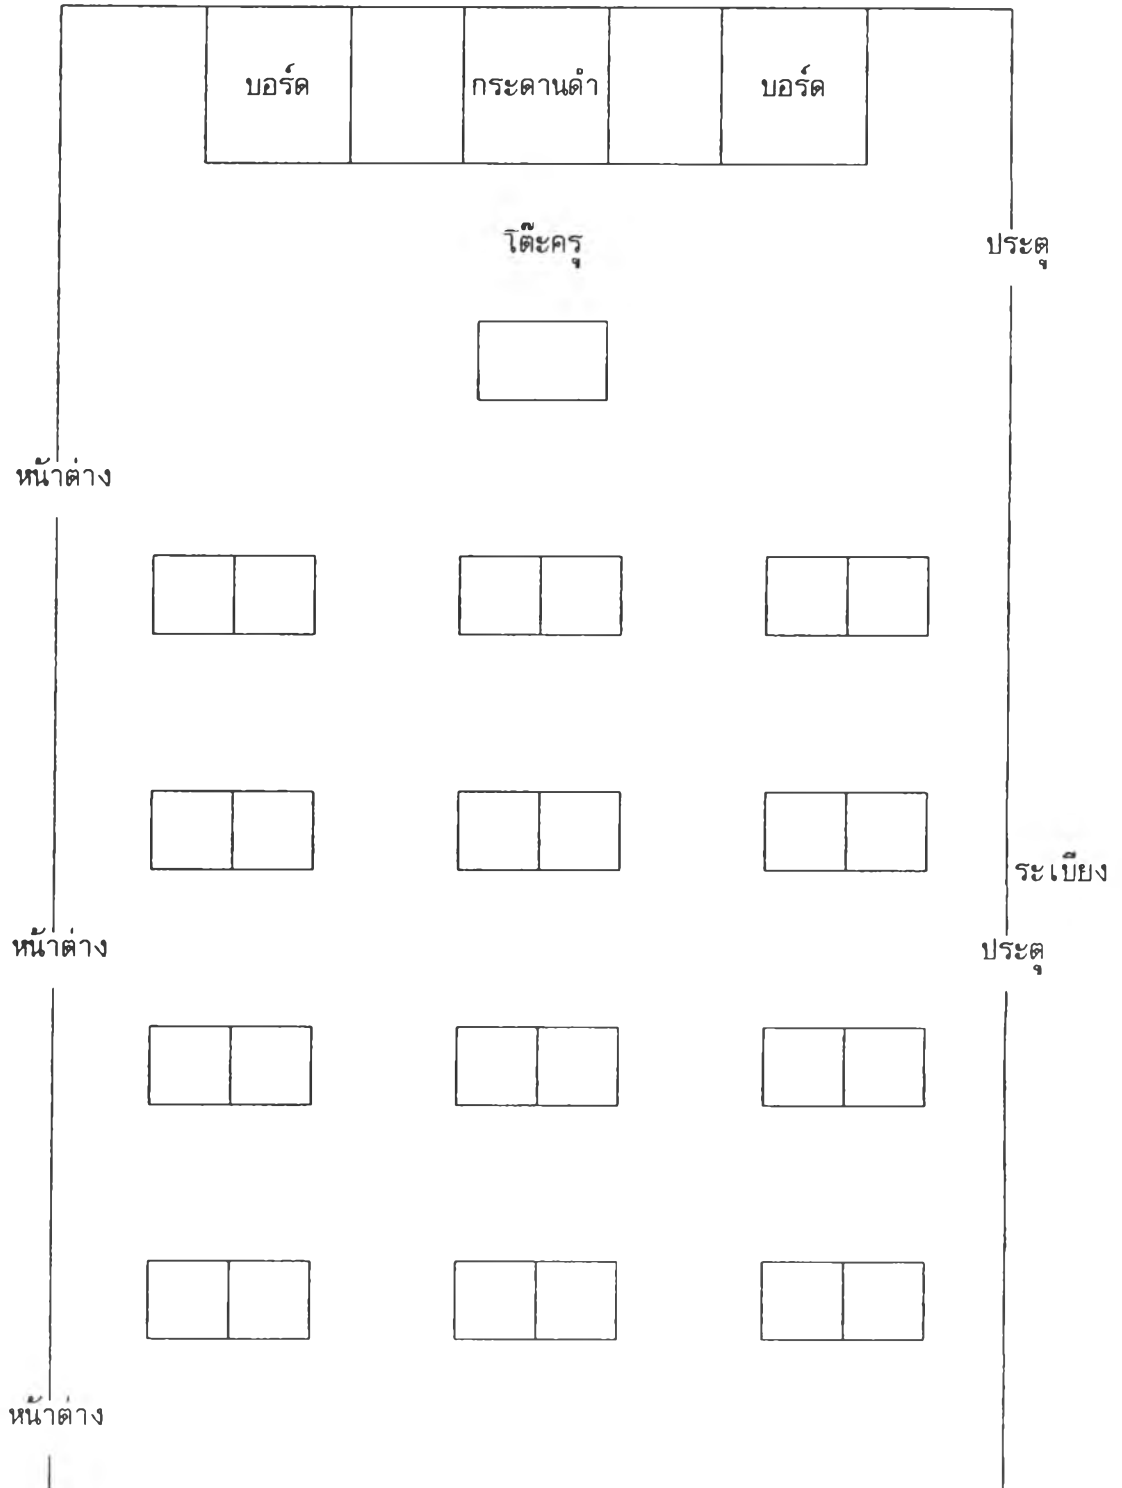 บอร์ด กระดานดำ บอร์ด
โต๊ะครู ประตู
หน้าต่าง
ระเบียง
หน้าต่าง ประตู
หน้าต่าง